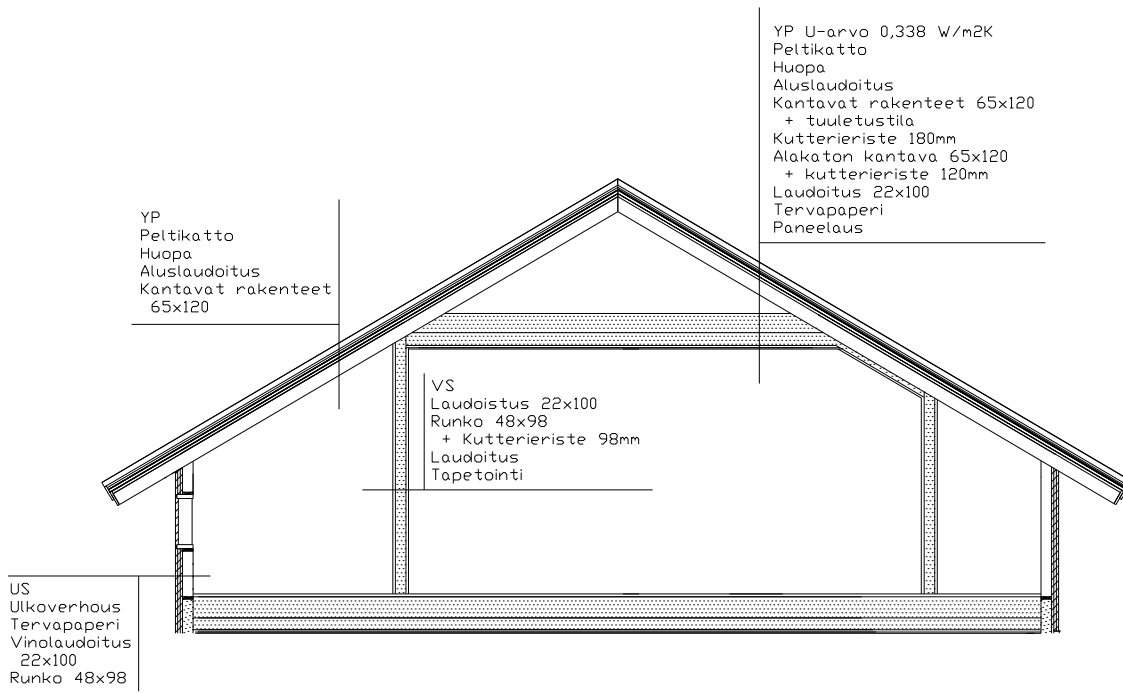 YP U-arvo 0,338 W/m2K
Peltikatto
Huopa
Aluslaudoitus
Kantavat rakenteet 65x120
+ tuuletustila
Kutterieriste 180mm
Alakaton kantava 65x120
+ kutterieriste 120mm
Laudoitus 22x100
Tervapaperi
Paneelaus
YP
Peltikatto
Huopa
Aluslaudoitus
Kantavat rakenteet
65x120
VS
Laudoistus 22x100
Runko 48x98
+ Kutterieriste 98mm
Laudoitus
Tapetointi
US
Ulkoverhous
Tervapaperi
Vinolaudoitus
22x100
Runko 48x98